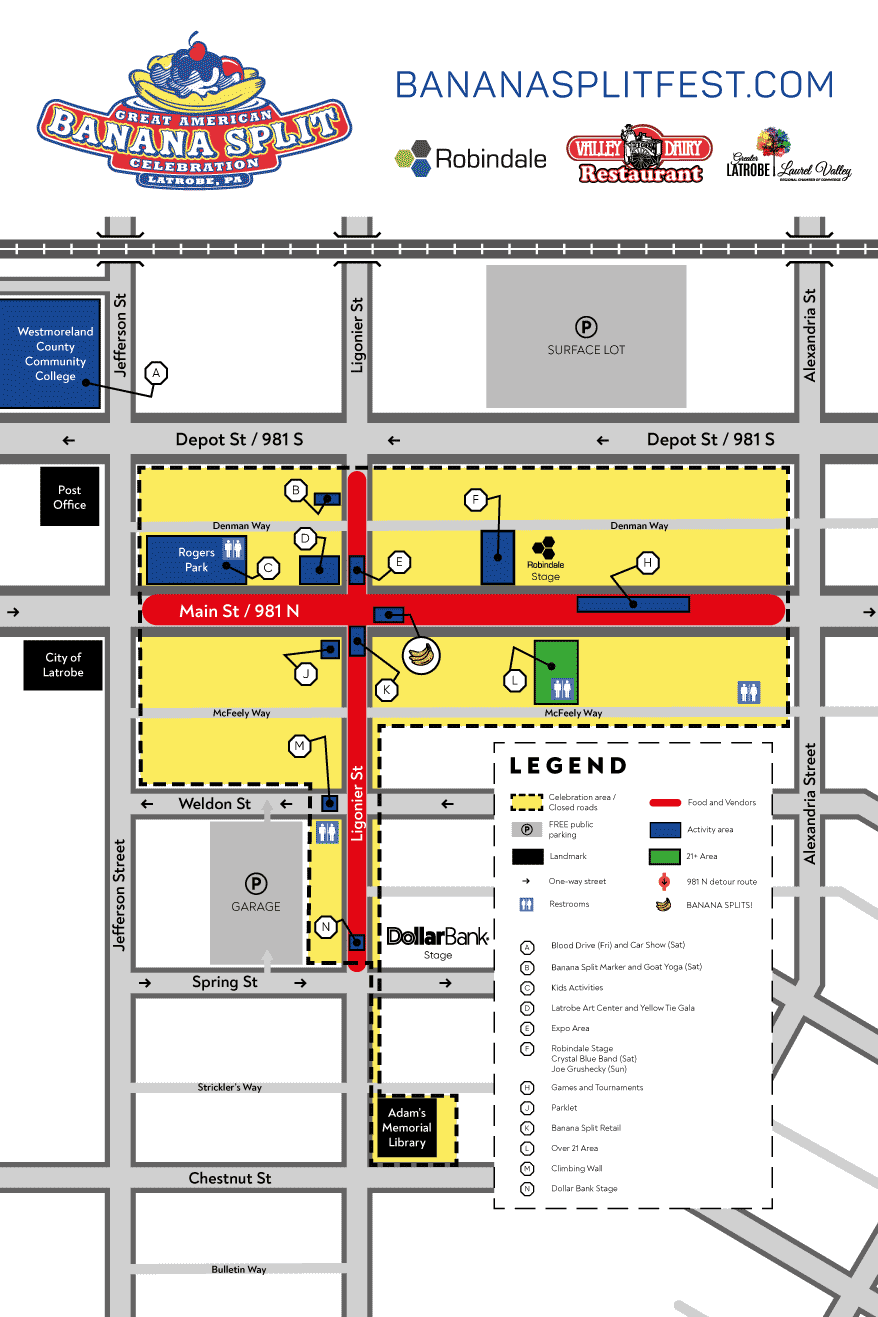 GREAT AMERICAN
BANANA SPLIT
CELEBRATION
LATROBE, PA
BANANASPLITFEST.COM
Robindale
VALLEY DAIRY
Restaurant
Greater
LATROBE
Laurel Valley
REGIONAL CHAMBER OF COMMERCE
Jefferson St
Ligonier St
Alexandria St
Westmoreland
County
Community
College
A
P
SURFACE LOT
Depot St / 981 S
Depot St / 981 S
Post
Office
B
F
Denman Way
Denman Way
D
Rogers
Park
C
E
Robindale
Stage
H
Main St / 981 N
City of
Latrobe
J
K
L
McFeely Way
McFeely Way
M
Weldon St
Ligonier St
Alexandria Street
Jefferson Street
P
GARAGE
N
DollarBank
Stage
Spring St
Strickler's Way
Adam's
Memorial
Library
Chestnut St
Bulletin Way
LEGEND
Celebration area /
Closed roads
Food and Vendors
P
FREE public
parking
Activity area
Landmark
21+ Area
One-way street
981 N detour route
Restrooms
BANANA SPLITS!
A Blood Drive (Fri) and Car Show (Sat)
B Banana Split Marker and Goat Yoga (Sat)
C Kids Activities
D Latrobe Art Center and Yellow Tie Gala
E Expo Area
F Robindale Stage
Crystal Blue Band (Sat)
Joe Grushecky (Sun)
H Games and Tournaments
J Parklet
K Banana Split Retail
L Over 21 Area
M Climbing Wall
N Dollar Bank Stage